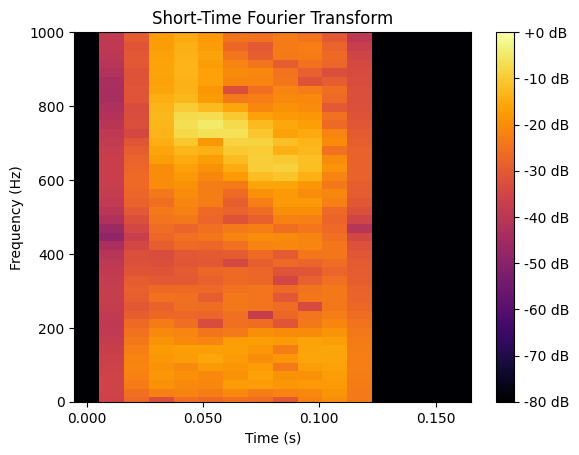 Short-Time Fourier Transform
Frequency (Hz)
1000
800
600
400
200
0
0.000
0.050
0.100
0.150
Time (s)
+0 dB
-10 dB
-20 dB
-30 dB
-40 dB
-50 dB
-60 dB
-70 dB
-80 dB